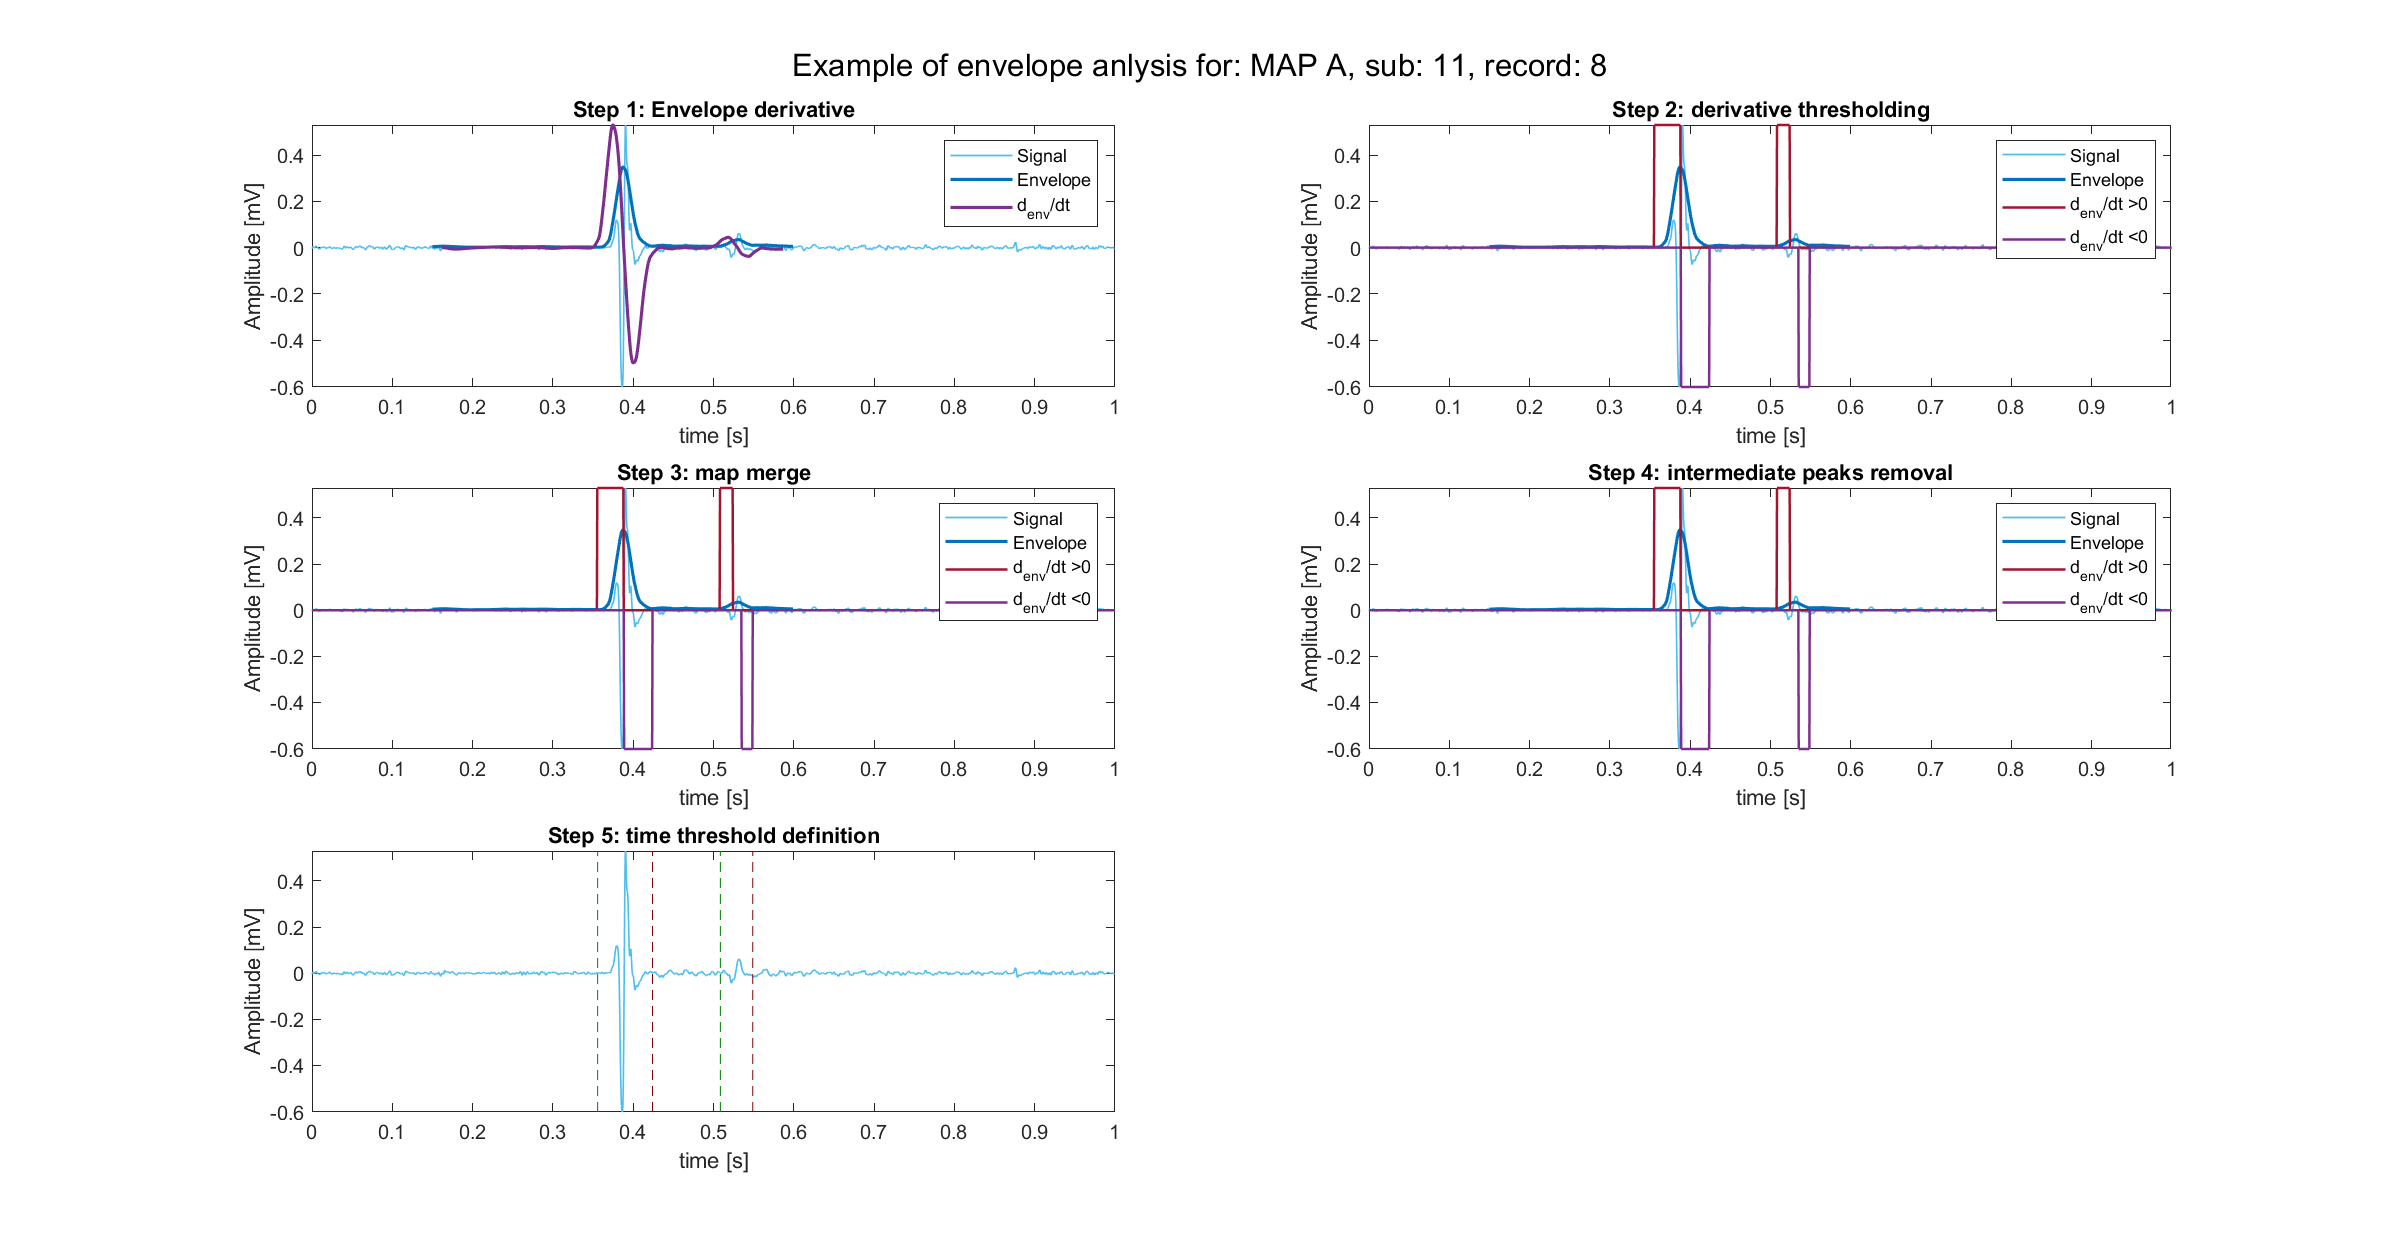 Example of envelope anlysis for: MAP A, sub: 11, record: 8
Step 1: Envelope derivative
Amplitude [mV]
0.4
0.2
0
-0.2
-0.4
-0.6
0 0.1 0.2 0.3 0.4 0.5 0.6 0.7 0.8 0.9 1
time [s]
Signal
Envelope
denv/dt
Step 2: derivative thresholding
Amplitude [mV]
0.4
0.2
0
-0.2
-0.4
-0.6
0 0.1 0.2 0.3 0.4 0.5 0.6 0.7 0.8 0.9 1
time [s]
Signal
Envelope
denv/dt >0
denv/dt <0
Step 3: map merge
Amplitude [mV]
0.4
0.2
0
-0.2
-0.4
-0.6
0 0.1 0.2 0.3 0.4 0.5 0.6 0.7 0.8 0.9 1
time [s]
Signal
Envelope
denv/dt >0
denv/dt <0
Step 4: intermediate peaks removal
Amplitude [mV]
0.4
0.2
0
-0.2
-0.4
-0.6
0 0.1 0.2 0.3 0.4 0.5 0.6 0.7 0.8 0.9 1
time [s]
Signal
Envelope
denv/dt >0
denv/dt <0
Step 5: time threshold definition
Amplitude [mV]
0.4
0.2
0
-0.2
-0.4
-0.6
0 0.1 0.2 0.3 0.4 0.5 0.6 0.7 0.8 0.9 1
time [s]